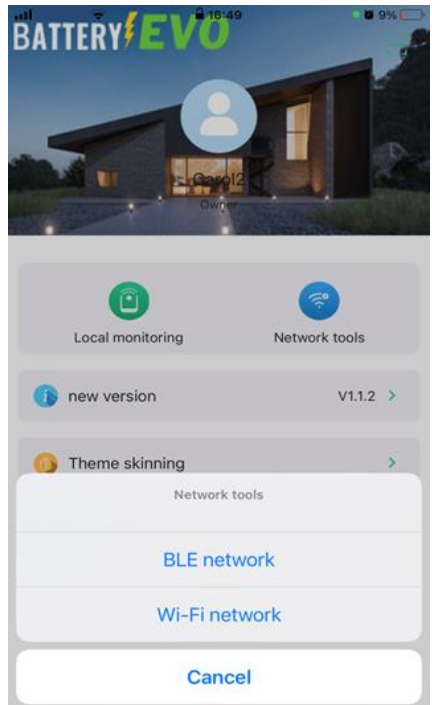 16:49
9%
BATTERY EVO
Carol2
Owner
Local monitoring
Network tools
new version
V1.1.2
Theme skinning
Network tools
BLE network
Wi-Fi network
Cancel